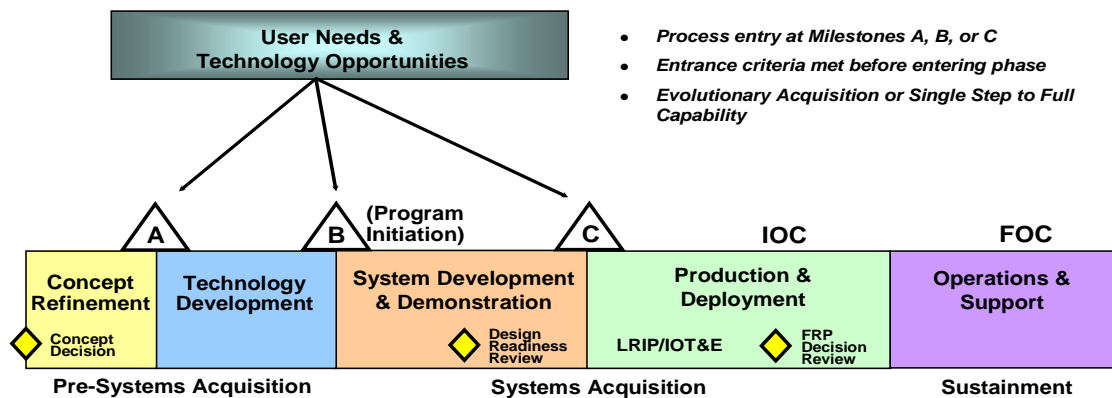 User Needs &
Technology Opportunities
• Process entry at Milestones A, B, or C
• Entrance criteria met before entering phase
• Evolutionary Acquisition or Single Step to Full
Capability
A
B
(Program
Initiation)
C
IOC
FOC
Concept
Refinement
Technology
Development
System Development
& Demonstration
Production &
Deployment
Operations &
Support
Concept
Decision
Design
Readiness
Review
LRIP/IOT&E
FRP
Decision
Review
Pre-Systems Acquisition
Systems Acquisition
Sustainment